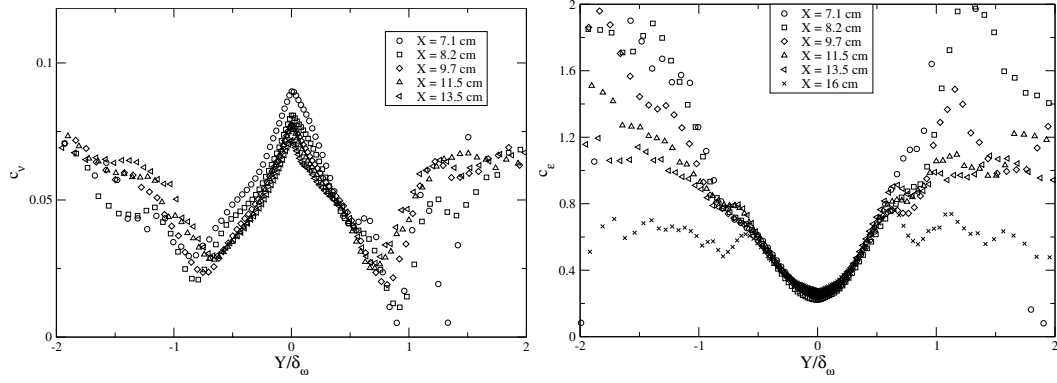 0.1
0.05
0
c_ν
-2 -1 0 1 2
Y/δ_ω
X = 7.1 cm
X = 8.2 cm
X = 9.7 cm
X = 11.5 cm
X = 13.5 cm
2
1.6
1.2
0.8
0.4
0
c_ε
-2 -1 0 1 2
Y/δ_ω
X = 7.1 cm
X = 8.2 cm
X = 9.7 cm
X = 11.5 cm
X = 13.5 cm
X = 16 cm